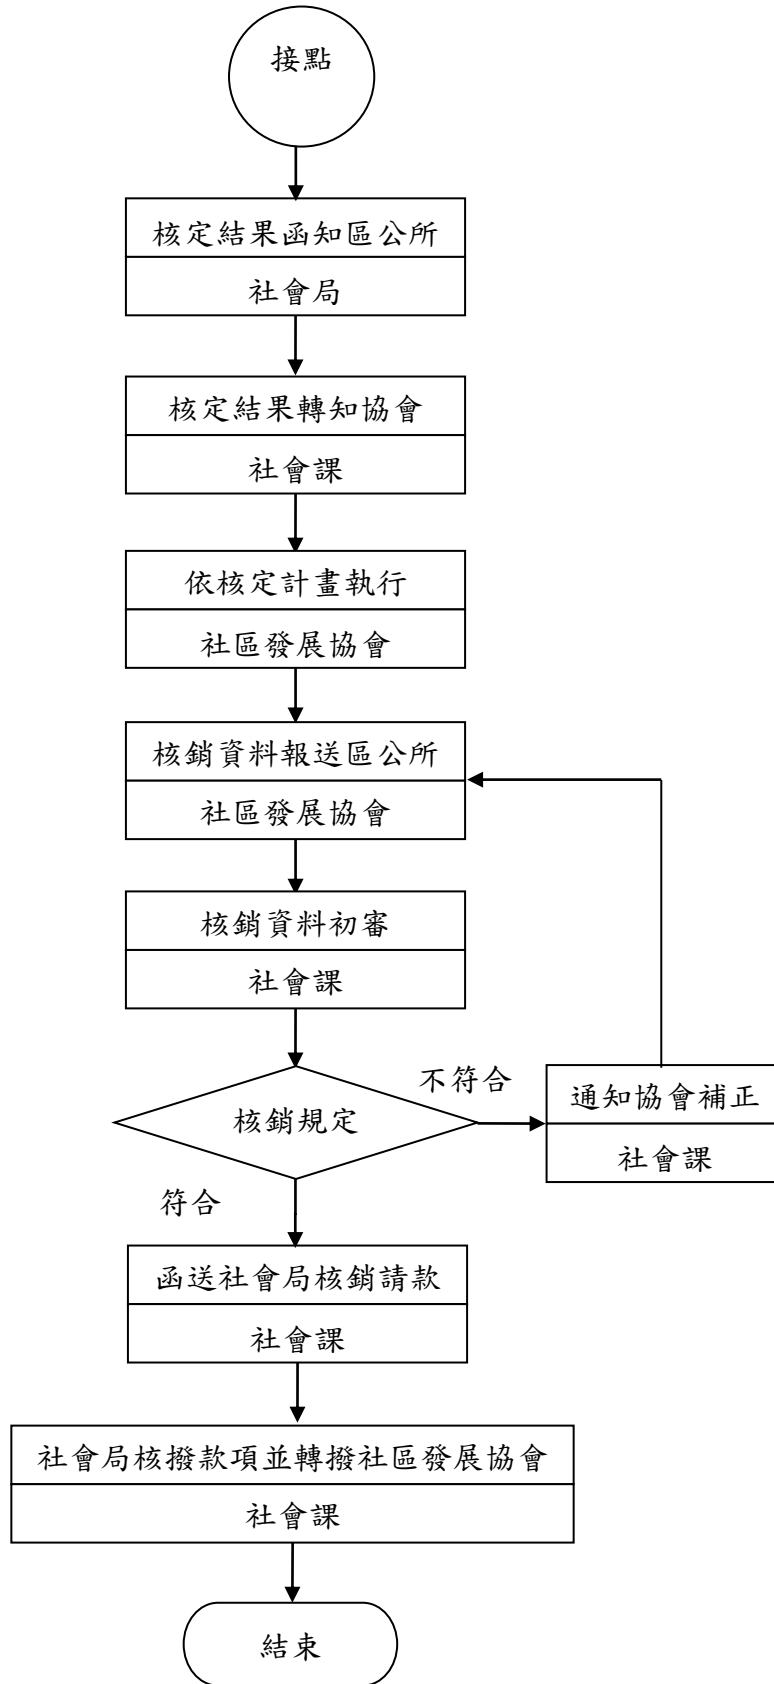 接點
核定結果函知區公所
社會局
核定結果轉知協會
社會課
依核定計畫執行
社區發展協會
核銷資料報送區公所
社區發展協會
核銷資料初審
社會課
核銷規定
不符合
通知協會補正
社會課
符合
函送社會局核銷請款
社會課
社會局核撥款項並轉撥社區發展協會
社會課
結束